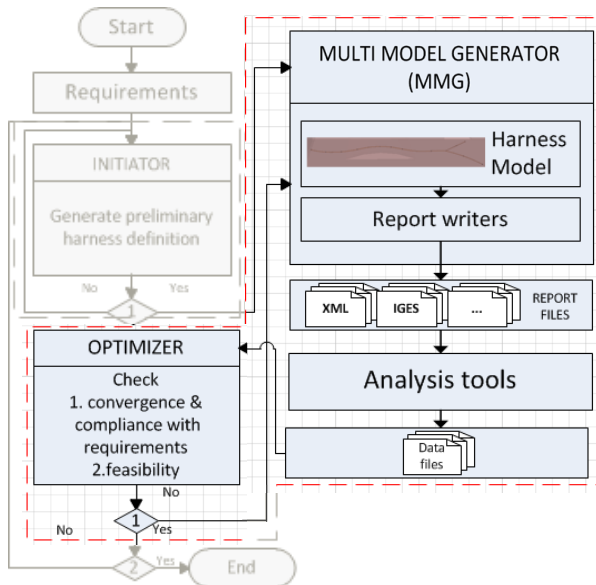 Start
Requirements
INITIATOR
Generate preliminary
harness definition
No
Yes
1
MULTI MODEL GENERATOR
(MMG)
Harness
Model
Report writers
XML
IGES
...
REPORT
FILES
Analysis tools
Data
files
OPTIMIZER
Check
1. convergence &
compliance with
requirements
2.feasibility
No
1
Yes
No
2
Yes
End